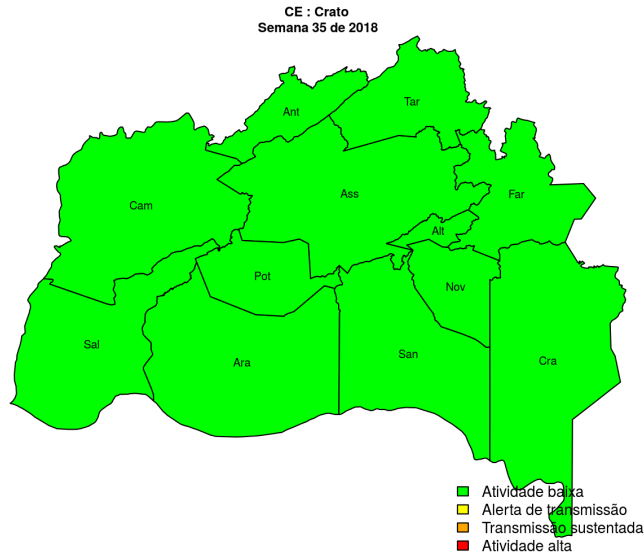 CE : Crato
Semana 35 de 2018
Tar
Ant
Ass
Far
Cam
Alt
Pot
Nov
Sal
San
Ara
Cra
Atividade baixa
Alerta de transmissão
Transmissão sustentada
Atividade alta